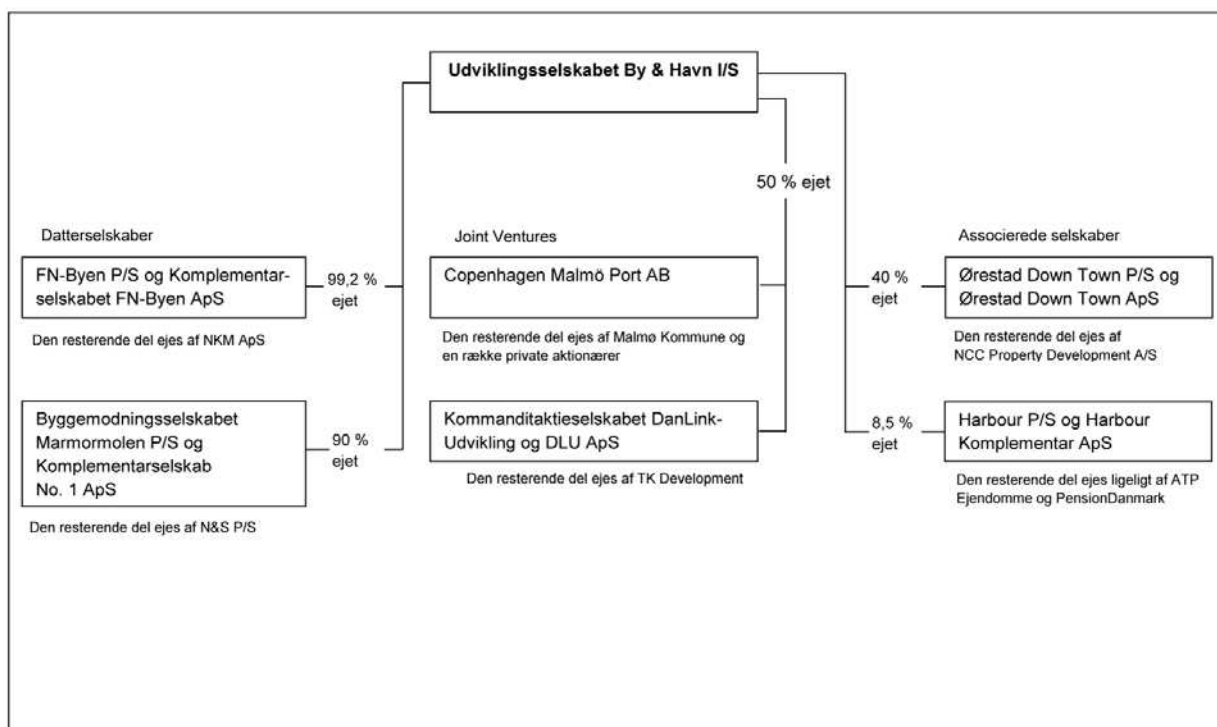 Udviklingsselskabet By & Havn I/S
50 % ejet
Datterselskaber
FN-Byen P/S og Komplementar-
selskabet FN-Byen ApS
99,2 %
ejet
Den resterende del ejes af NKM ApS
Byggemodningsselskabet
Marmormolen P/S og
Komplementarselskab
No. 1 ApS
90 %
ejet
Den resterende del ejes af N&S P/S
Joint Ventures
Copenhagen Malmö Port AB
Den resterende del ejes af Malmø Kommune og
en række private aktionærer
Kommanditaktieselskabet DanLink-
Udvikling og DLU ApS
Den resterende del ejes af TK Development
Associerede selskaber
40 %
ejet
Ørestad Down Town P/S og
Ørestad Down Town ApS
Den resterende del ejes af
NCC Property Development A/S
8,5 %
ejet
Harbour P/S og Harbour
Komplementar ApS
Den resterende del ejes ligeligt af ATP
Ejendomme og PensionDanmark